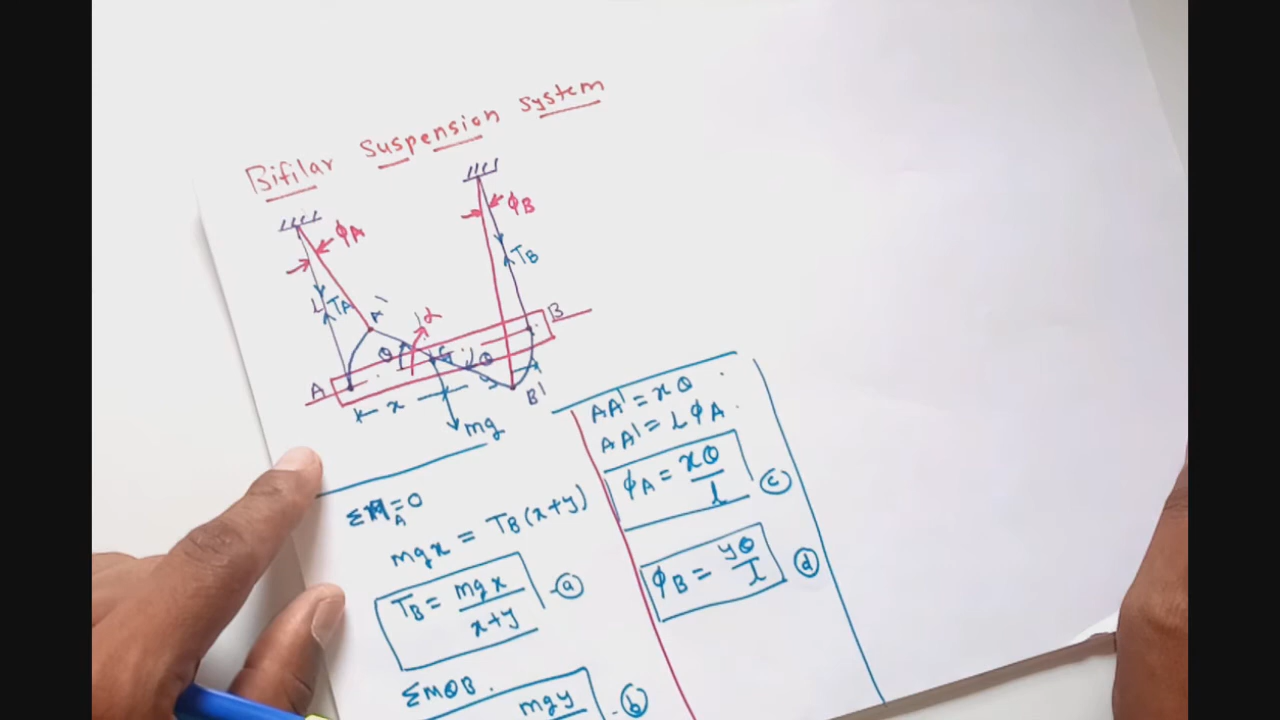 Bifilar Suspension System
ϕA
ϕB
L
TA
TB
A'
α
B
θ
G
θ
A
x
y
B'
mg
ΣMA=0
mgx = TB(x+y)
TB = mgx/x+y -ⓐ
ΣM@B.
mgy -ⓑ
AA' = xθ
AA' = LϕA
ϕA = xθ/L ⓒ
ϕB = yθ/L ⓓ